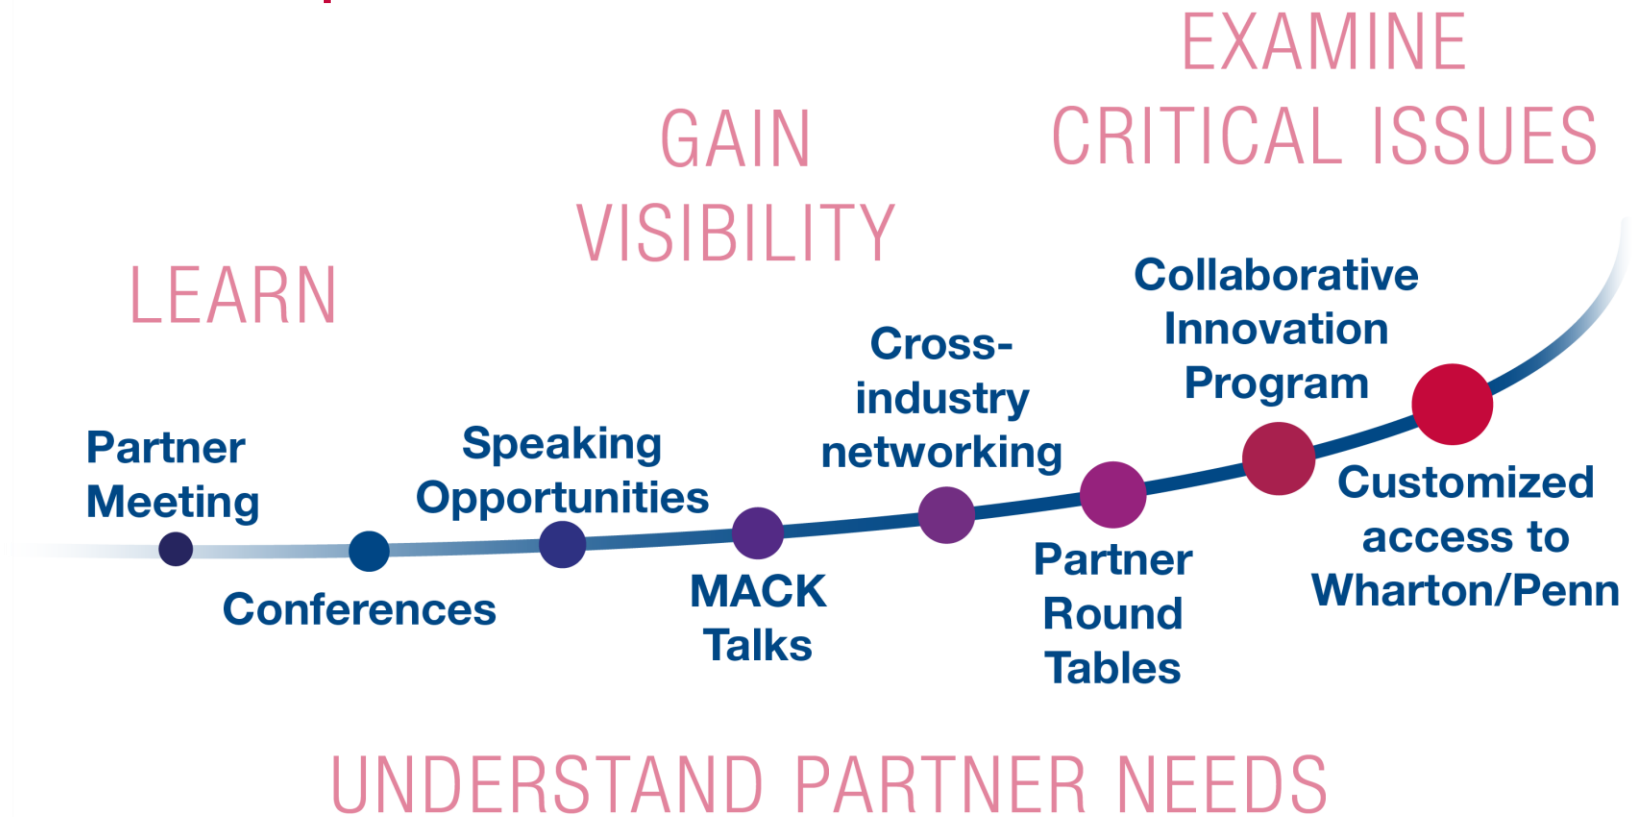 EXAMINE
CRITICAL ISSUES
GAIN
VISIBILITY
LEARN
Partner
Meeting
Conferences
Speaking
Opportunities
MACK
Talks
Cross-
industry
networking
Partner
Round
Tables
Collaborative
Innovation
Program
Customized
access to
Wharton/Penn
UNDERSTAND PARTNER NEEDS